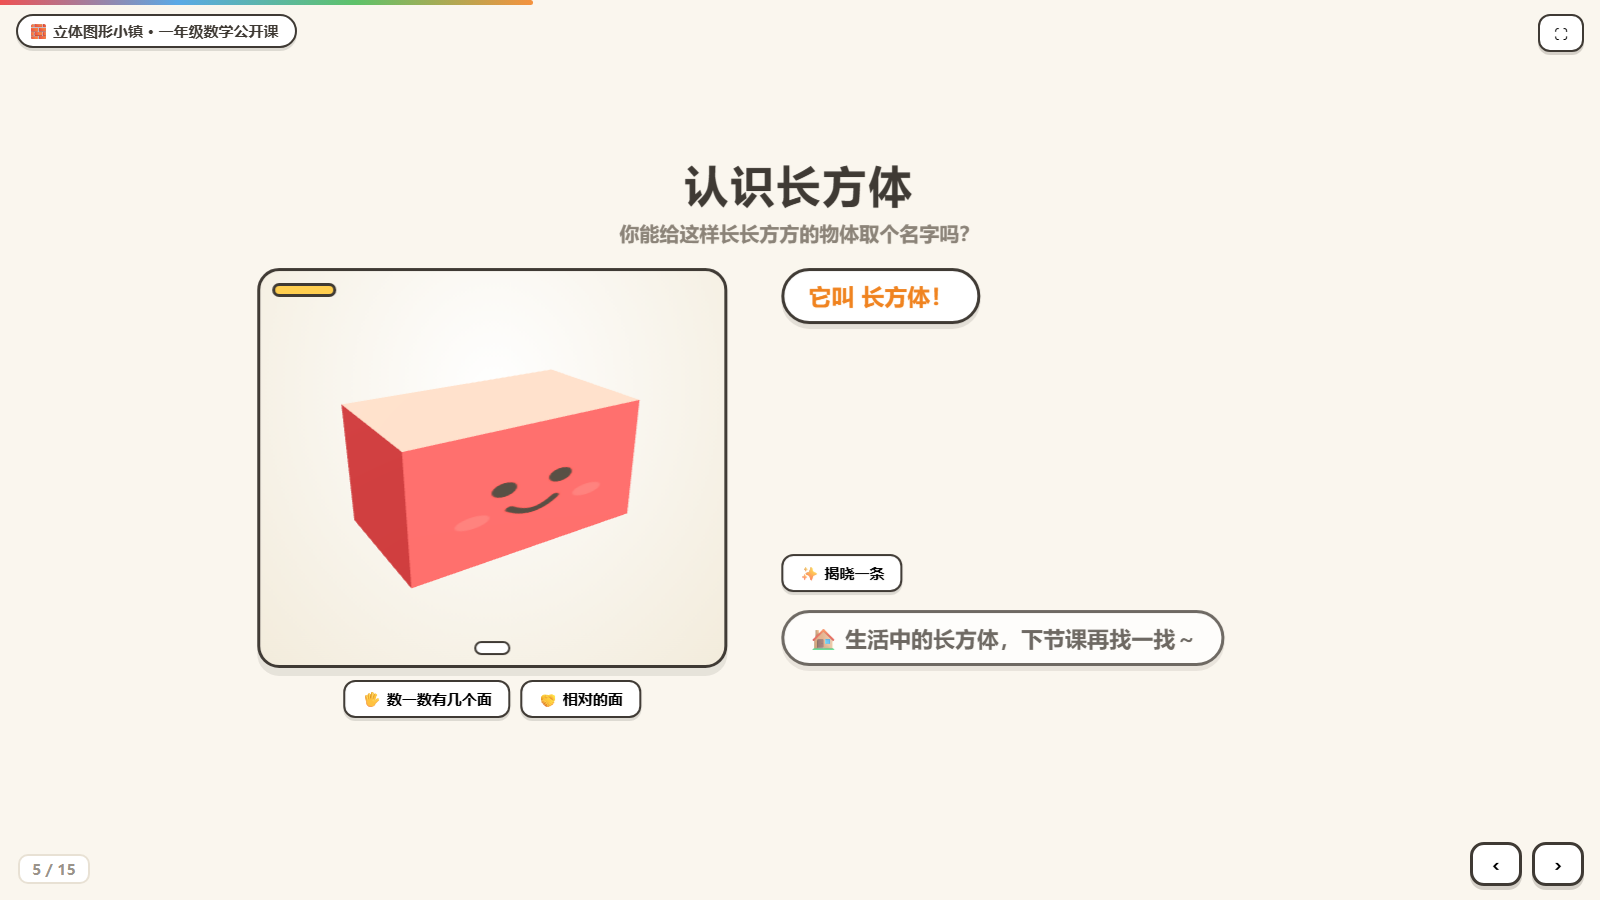 立体图形小镇·一年级数学公开课
认识长方体
你能给这样长长方方的物体取个名字吗？
它叫 长方体！
揭晓一条
生活中的长方体，下节课再找一找～
数一数有几个面
相对的面
5 / 15